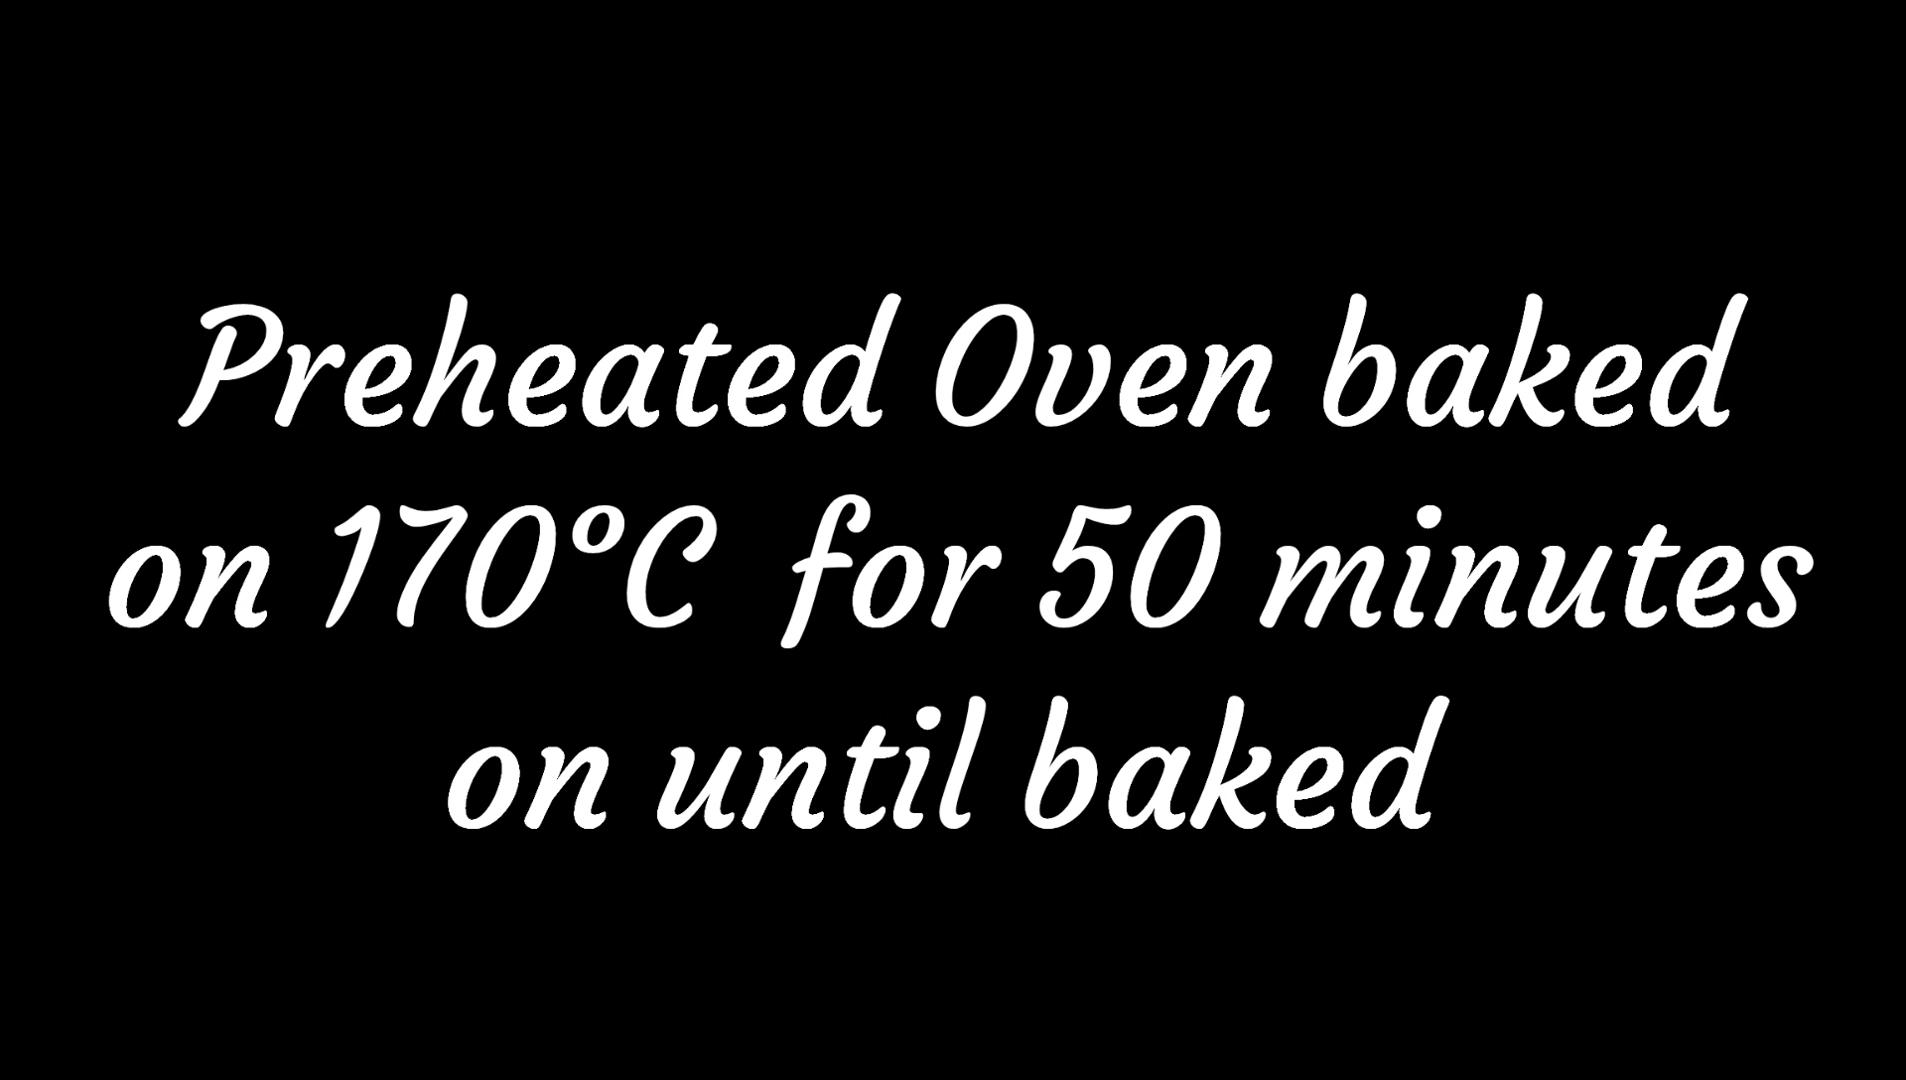 Preheated Oven baked
on 170°C  for 50 minutes
on until baked